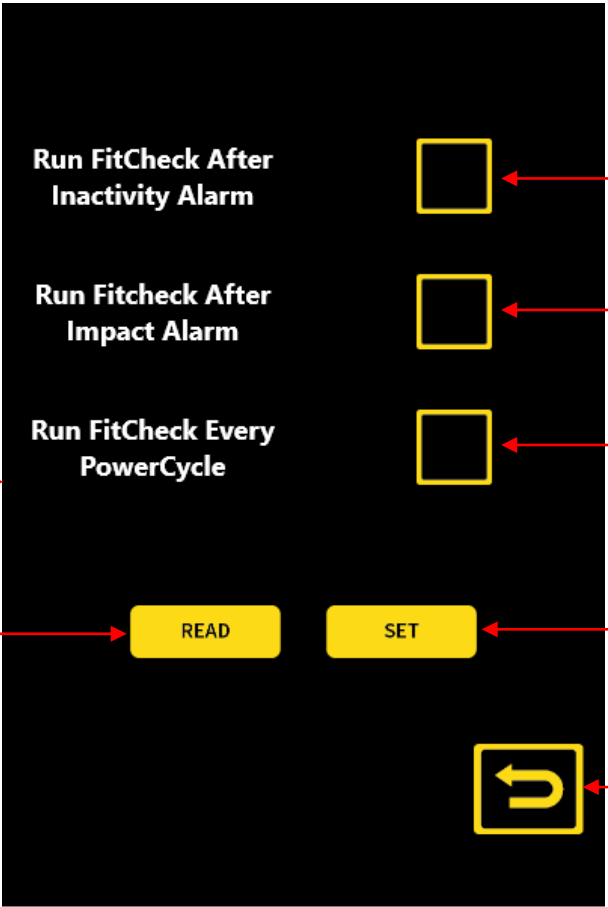 Run FitCheck After
Inactivity Alarm
Run Fitcheck After
Impact Alarm
Run FitCheck Every
PowerCycle
READ
SET